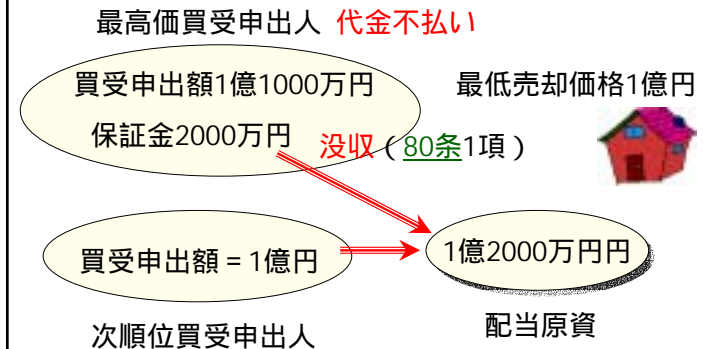 最高価買受申出人 代金不払い
買受申出額1億1000万円
最低売却価格1億円
保証金2000万円
没収(80条1項)
買受申出額=1億円
1億2000万円円
次順位買受申出人
配当原資